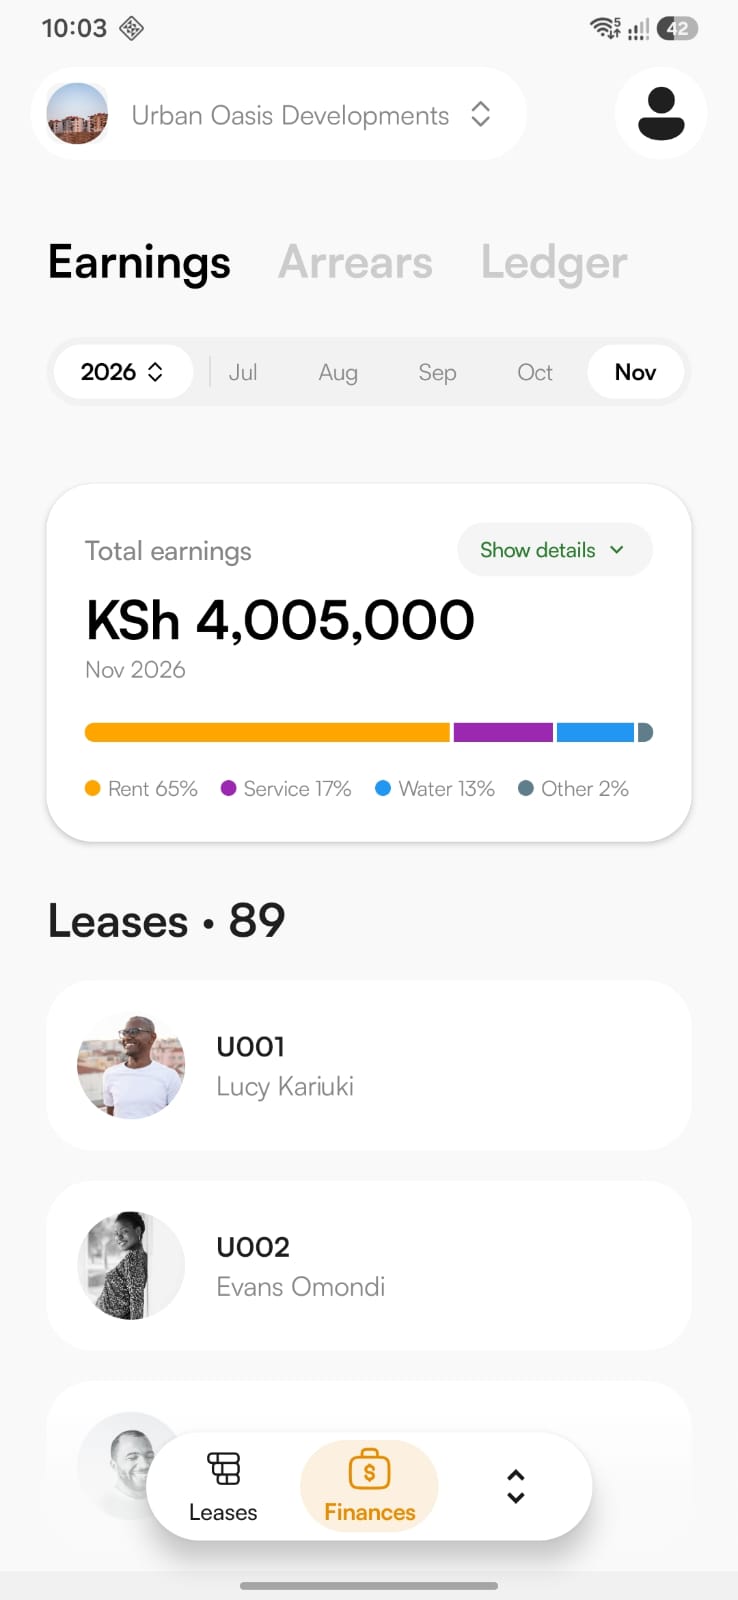 10:03 5 42
Urban Oasis Developments
Earnings Arrears Ledger
2026 Jul Aug Sep Oct Nov
Total earnings Show details
KSh 4,005,000
Nov 2026
Rent 65% Service 17% Water 13% Other 2%
Leases • 89
U001
Lucy Kariuki
U002
Evans Omondi
$
Leases Finances